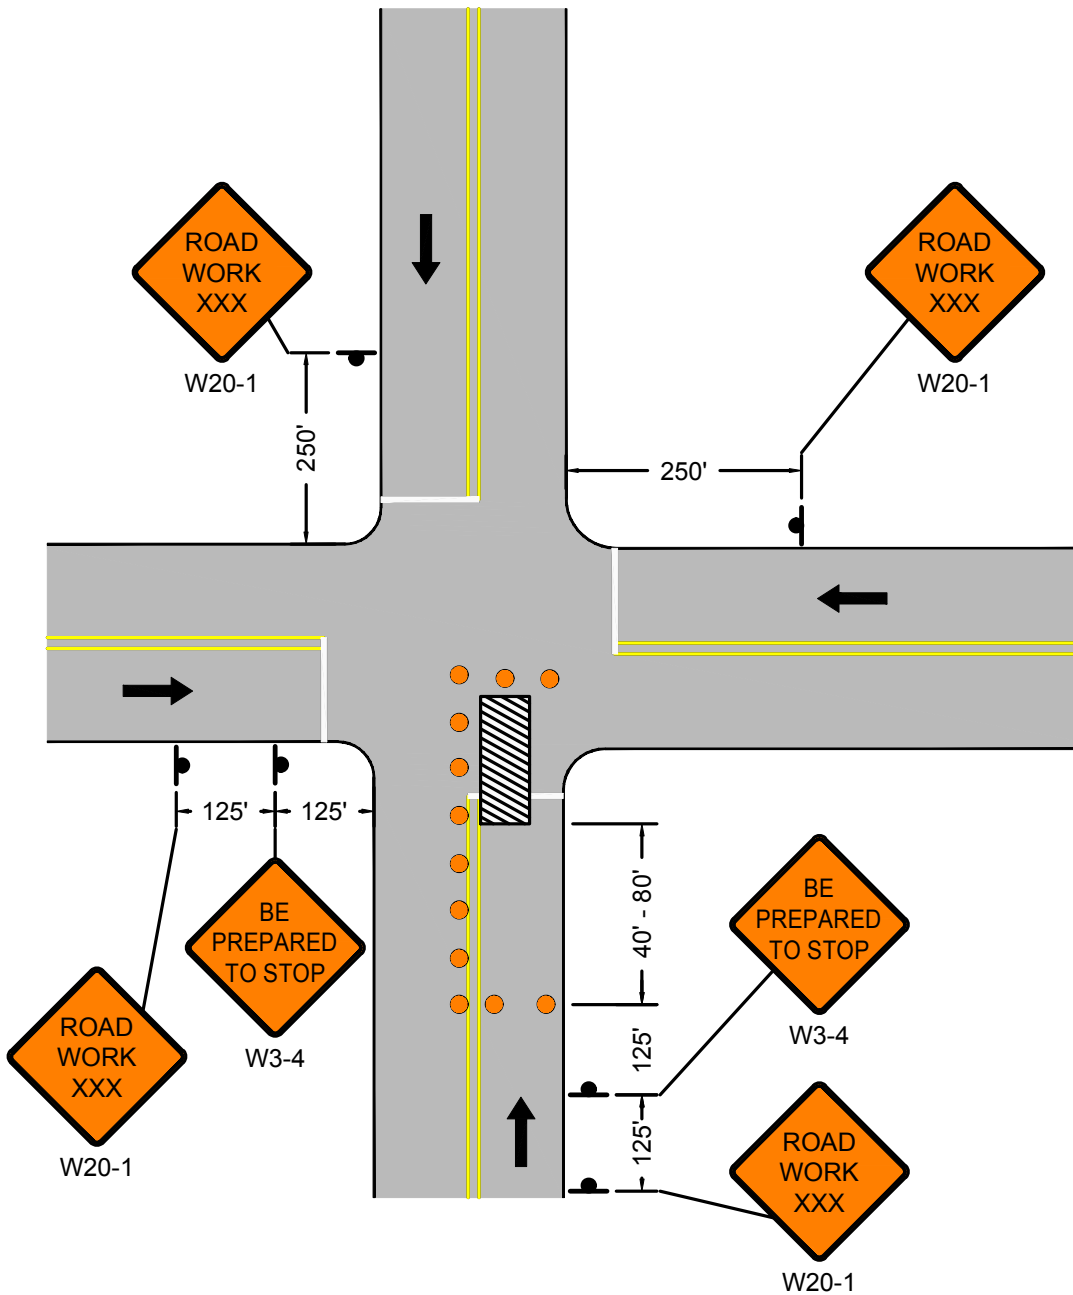 ROAD
WORK
XXX
W20-1
250'
ROAD
WORK
XXX
W20-1
250'
125'
125'
BE
PREPARED
TO STOP
W3-4
ROAD
WORK
XXX
W20-1
40' - 80'
125'
125'
BE
PREPARED
TO STOP
W3-4
ROAD
WORK
XXX
W20-1